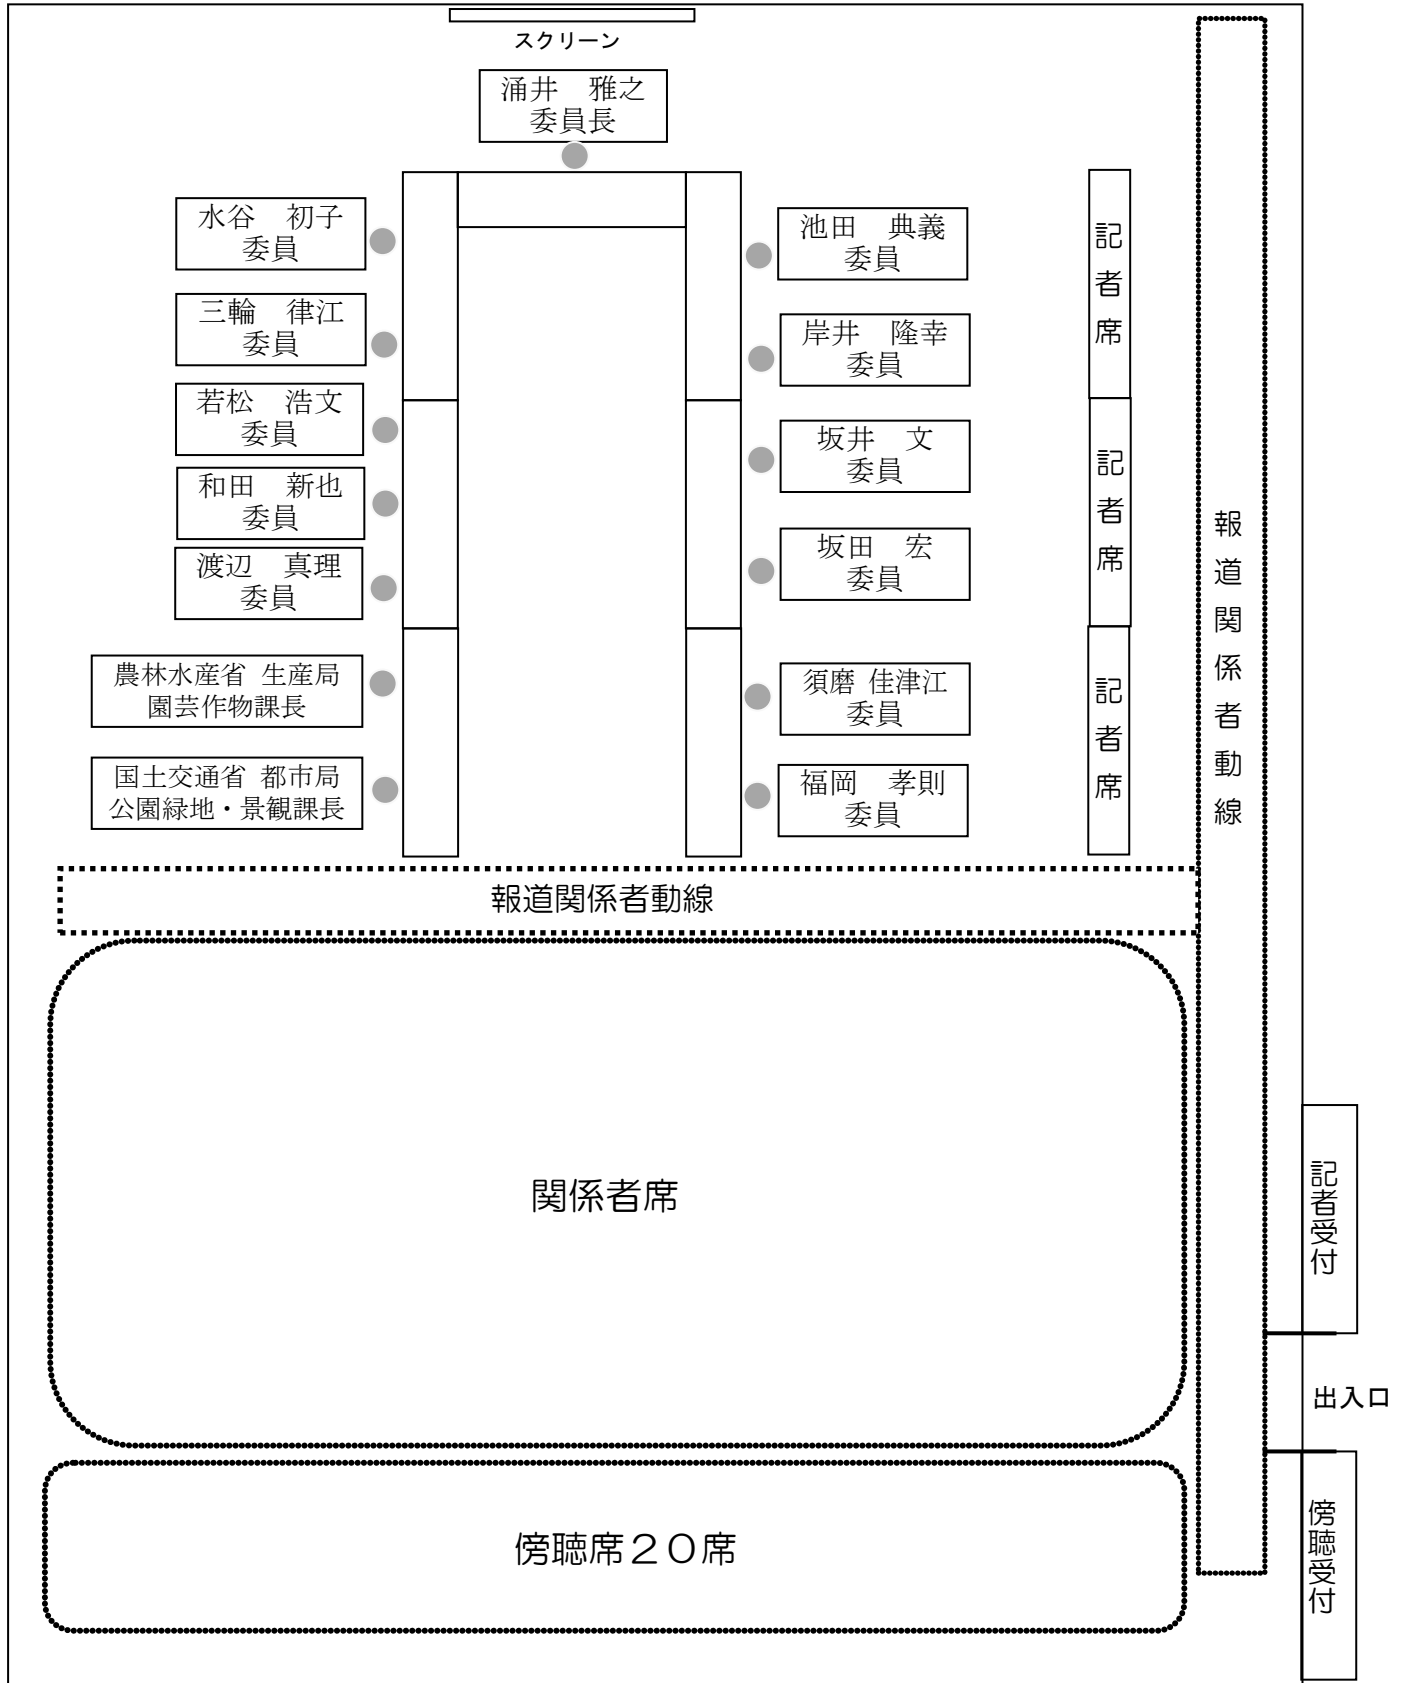 スクリーン
涌井　雅之
委員長
水谷　初子
委員
三輪　律江
委員
若松　浩文
委員
和田　新也
委員
渡辺　真理
委員
農林水産省 生産局
園芸作物課長
国土交通省 都市局
公園緑地・景観課長
池田　典義
委員
岸井　隆幸
委員
坂井　文
委員
坂田　宏
委員
須磨 佳津江
委員
福岡　孝則
委員
記者席
記者席
記者席
報道関係者動線
報道関係者動線
関係者席
傍聴席２０席
記者受付
出入口
傍聴受付